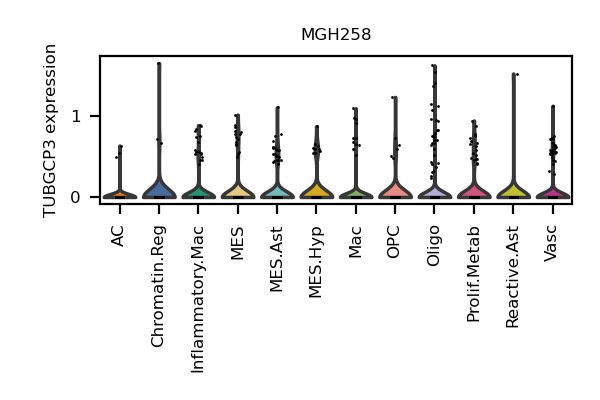 MGH258
TUBGCP3 expression
1
0
AC
Chromatin.Reg
Inflammatory.Mac
MES
MES.Ast
MES.Hyp
Mac
OPC
Oligo
Prolif.Metab
Reactive.Ast
Vasc